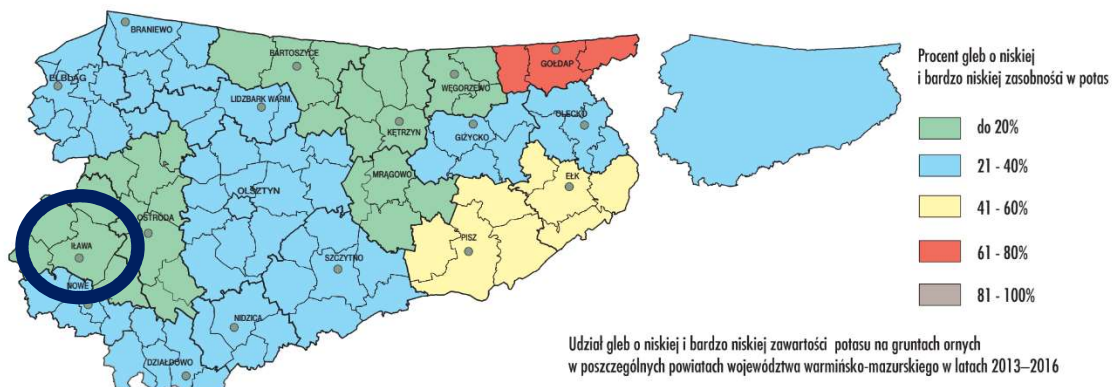 BRANIEWO
BARTOSZYCE
GOŁDAP
ELBLĄG
WĘGORZEWO
LIDZBARK WARM.
OLECKO
KĘTRZYN
GIŻYCKO
MRĄGOWO
EŁK
OLSZTYN
OSTRÓDA
PISZ
IŁAWA
SZCZYTNO
NOWE
NIDZICA
DZIAŁDOWO
Procent gleb o niskiej
i bardzo niskiej zasobności w potas
do 20%
21 - 40%
41 - 60%
61 - 80%
81 - 100%
Udział gleb o niskiej i bardzo niskiej zawartości potasu na gruntach ornych
w poszczególnych powiatach województwa warmińsko-mazurskiego w latach 2013–2016